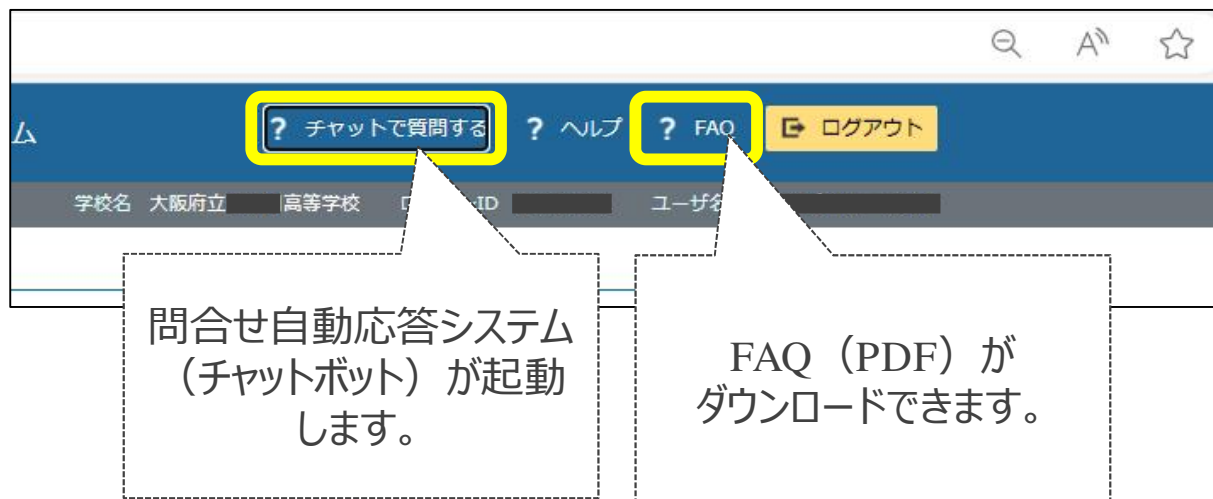 ム
? チャットで質問する ? ヘルプ ? FAQ ログアウト
学校名 大阪府立 高等学校 ID ユーザ名
問合せ自動応答システム
（チャットボット）が起動
します。
FAQ（PDF）が
ダウンロードできます。